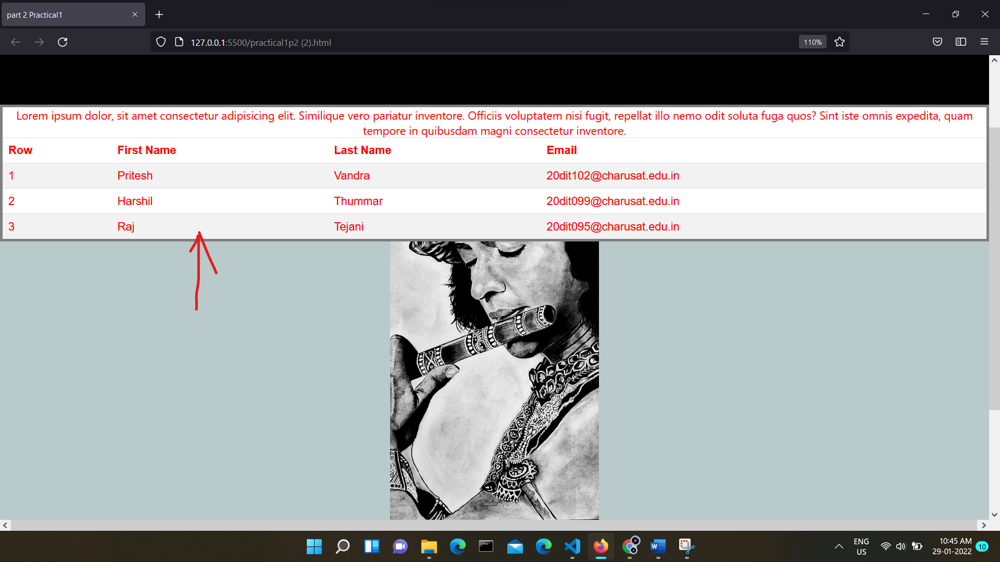 part 2 Practical1
127.0.0.1:5500/practical1p2 (2).html
110%
Lorem ipsum dolor, sit amet consectetur adipisicing elit. Similique vero pariatur inventore. Officiis voluptatem nisi fugit, repellat illo nemo odit soluta fuga quos? Sint iste omnis expedita, quam
tempore in quibusdam magni consectetur inventore.
Row First Name Last Name Email
1 Pritesh Vandra 20dit102@charusat.edu.in
2 Harshil Thummar 20dit099@charusat.edu.in
3 Raj Tejani 20dit095@charusat.edu.in
ENG 10:45 AM
US 29-01-2022 10